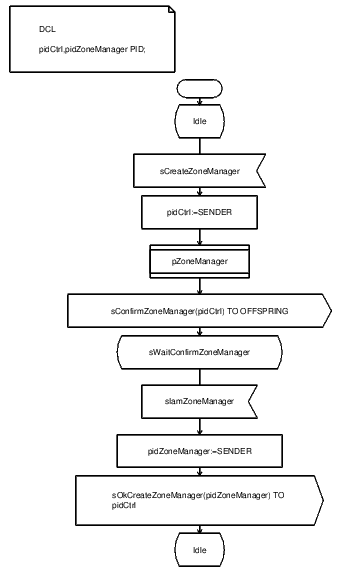 DCL
pidCtrl,pidZoneManager PID;
Idle
sCreateZoneManager
pidCtrl:=SENDER
pZoneManager
sConfirmZoneManager(pidCtrl) TO OFFSPRING
sWaitConfirmZoneManager
sIamZoneManager
pidZoneManager:=SENDER
sOkCreateZoneManager(pidZoneManager) TO
pidCtrl
Idle